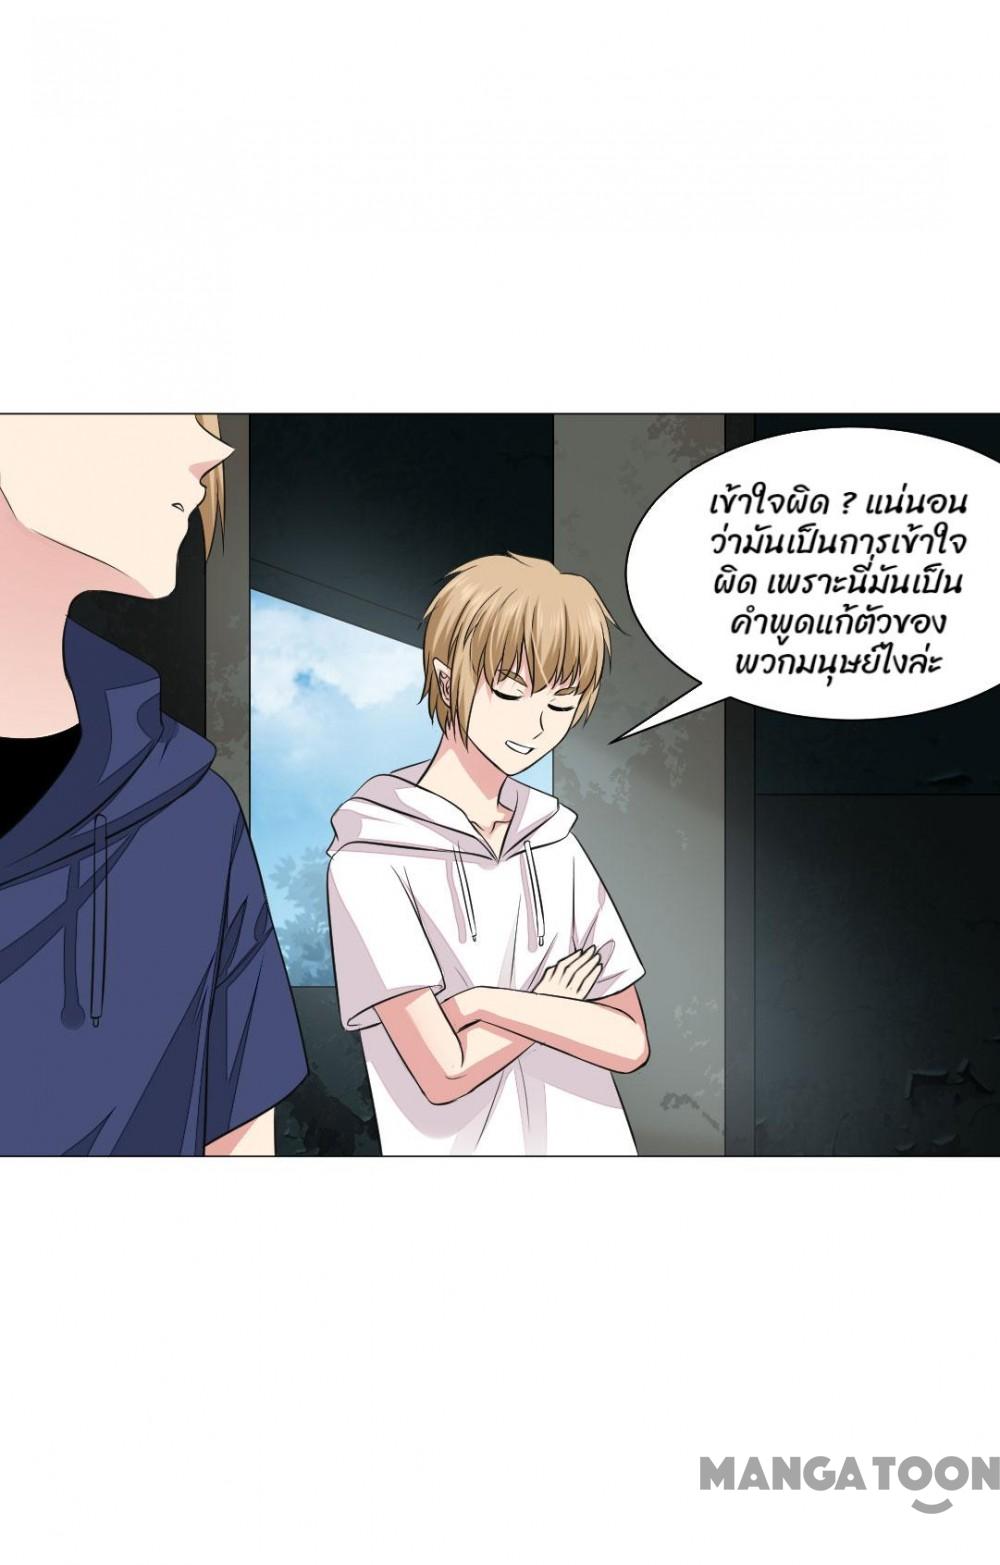 เข้าใจผิด ? แน่นอน
ว่ามันเป็นการเข้าใจ
ผิด เพราะนี่มันเป็น
คำพูดแก้ตัวของ
พวกมนุษย์ไงล่ะ
MANGATOON